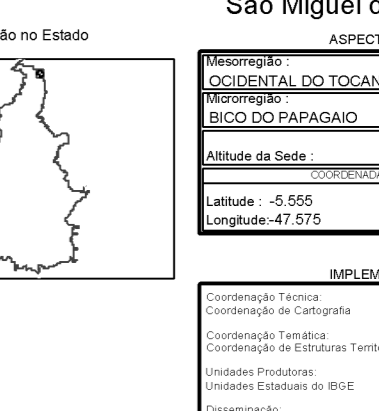 São Miguel
ão no Estado
ASPECT
Mesorregião :
OCIDENTAL DO TOCAN
Microrregião :
BICO DO PAPAGAIO
Altitude da Sede :
COORDENADA
Latitude : -5.555
Longitude:-47.575
IMPLEM
Coordenação Técnica:
Coordenação de Cartografia
Coordenação Temática:
Coordenação de Estruturas Territo
Unidades Produtoras:
Unidades Estaduais do IBGE
Disseminação: